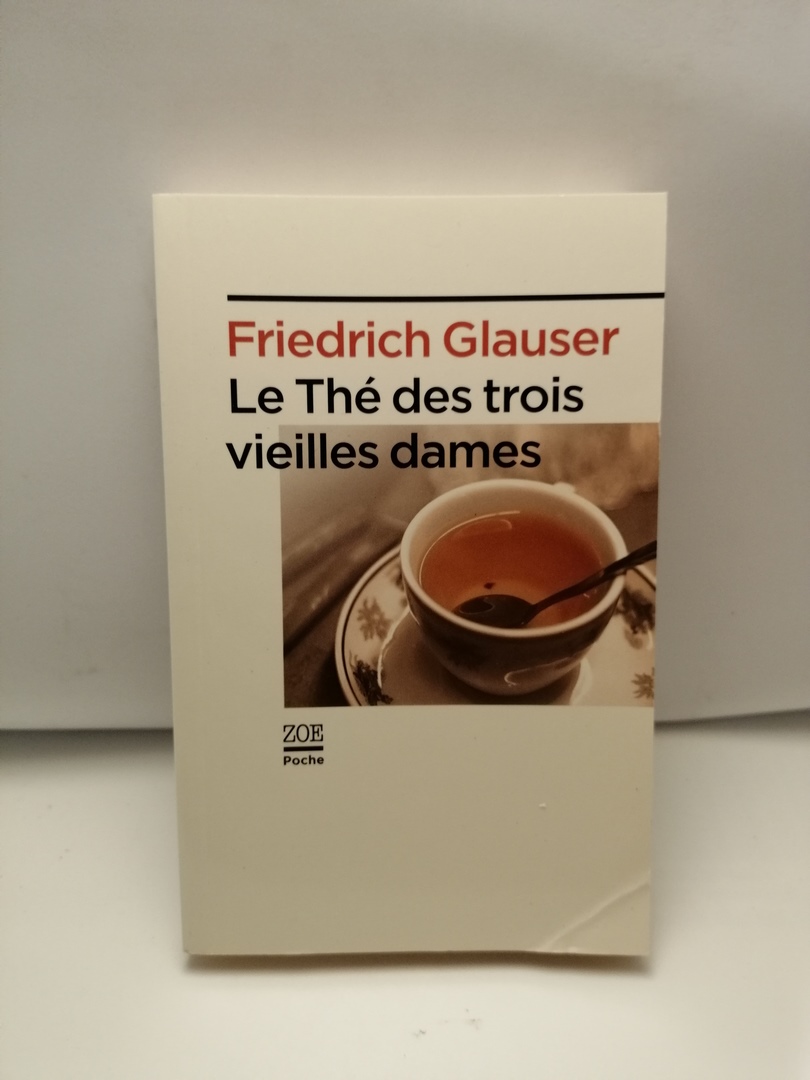 Friedrich Glauser
Le Thé des trois
vieilles dames
ZOE
Poche